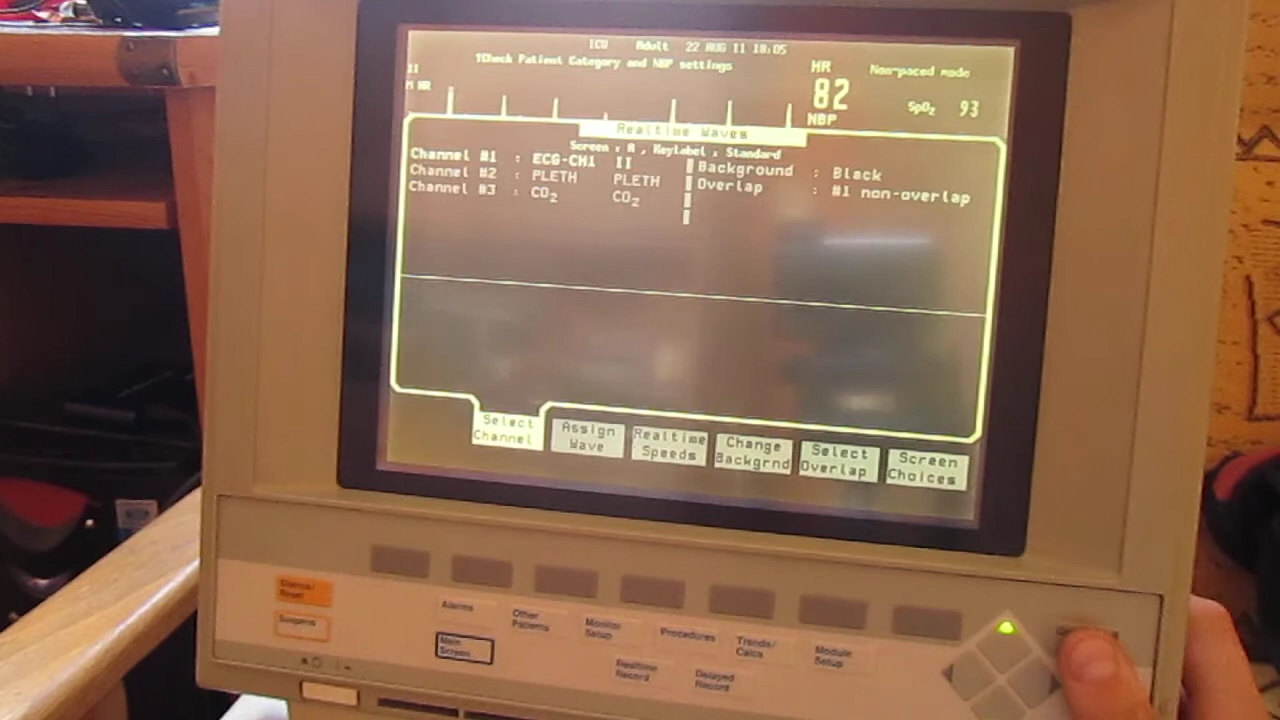 ICU Adult 22 AUG 11 18:05
!Check Patient Category and NBP settings
II
M HR
HR
82
Non-paced mode
SpO₂ 93
NBP
Realtime Waves
Screen , A , Keylabel , Standard
Channel #1 : ECG-CH1 II
Channel #2 : PLETH PLETH
Channel #3 : CO₂ CO₂
Background : Black
Overlap : #1 non-overlap
Select Channel
Assign Wave
Realtime Speeds
Change Backgrnd
Select Overlap
Screen Choices
Silence/ Reset
Suspend
Alarms
Other Patients
Monitor Setup
Procedures
Trends/ Calcs
Module Setup
Main Screen
Realtime Record
Delayed Record